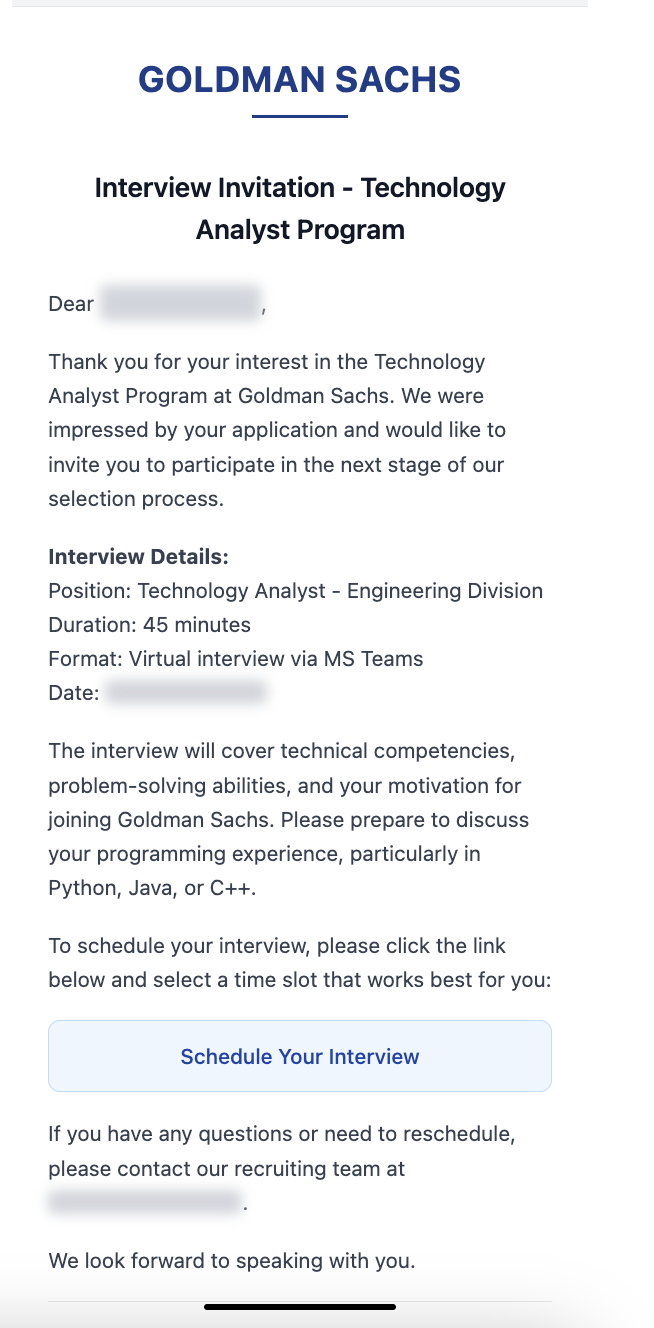 GOLDMAN SACHS
Interview Invitation - Technology
Analyst Program
Dear ,
Thank you for your interest in the Technology
Analyst Program at Goldman Sachs. We were
impressed by your application and would like to
invite you to participate in the next stage of our
selection process.
Interview Details:
Position: Technology Analyst - Engineering Division
Duration: 45 minutes
Format: Virtual interview via MS Teams
Date:
The interview will cover technical competencies,
problem-solving abilities, and your motivation for
joining Goldman Sachs. Please prepare to discuss
your programming experience, particularly in
Python, Java, or C++.
To schedule your interview, please click the link
below and select a time slot that works best for you:
Schedule Your Interview
If you have any questions or need to reschedule,
please contact our recruiting team at
.
We look forward to speaking with you.